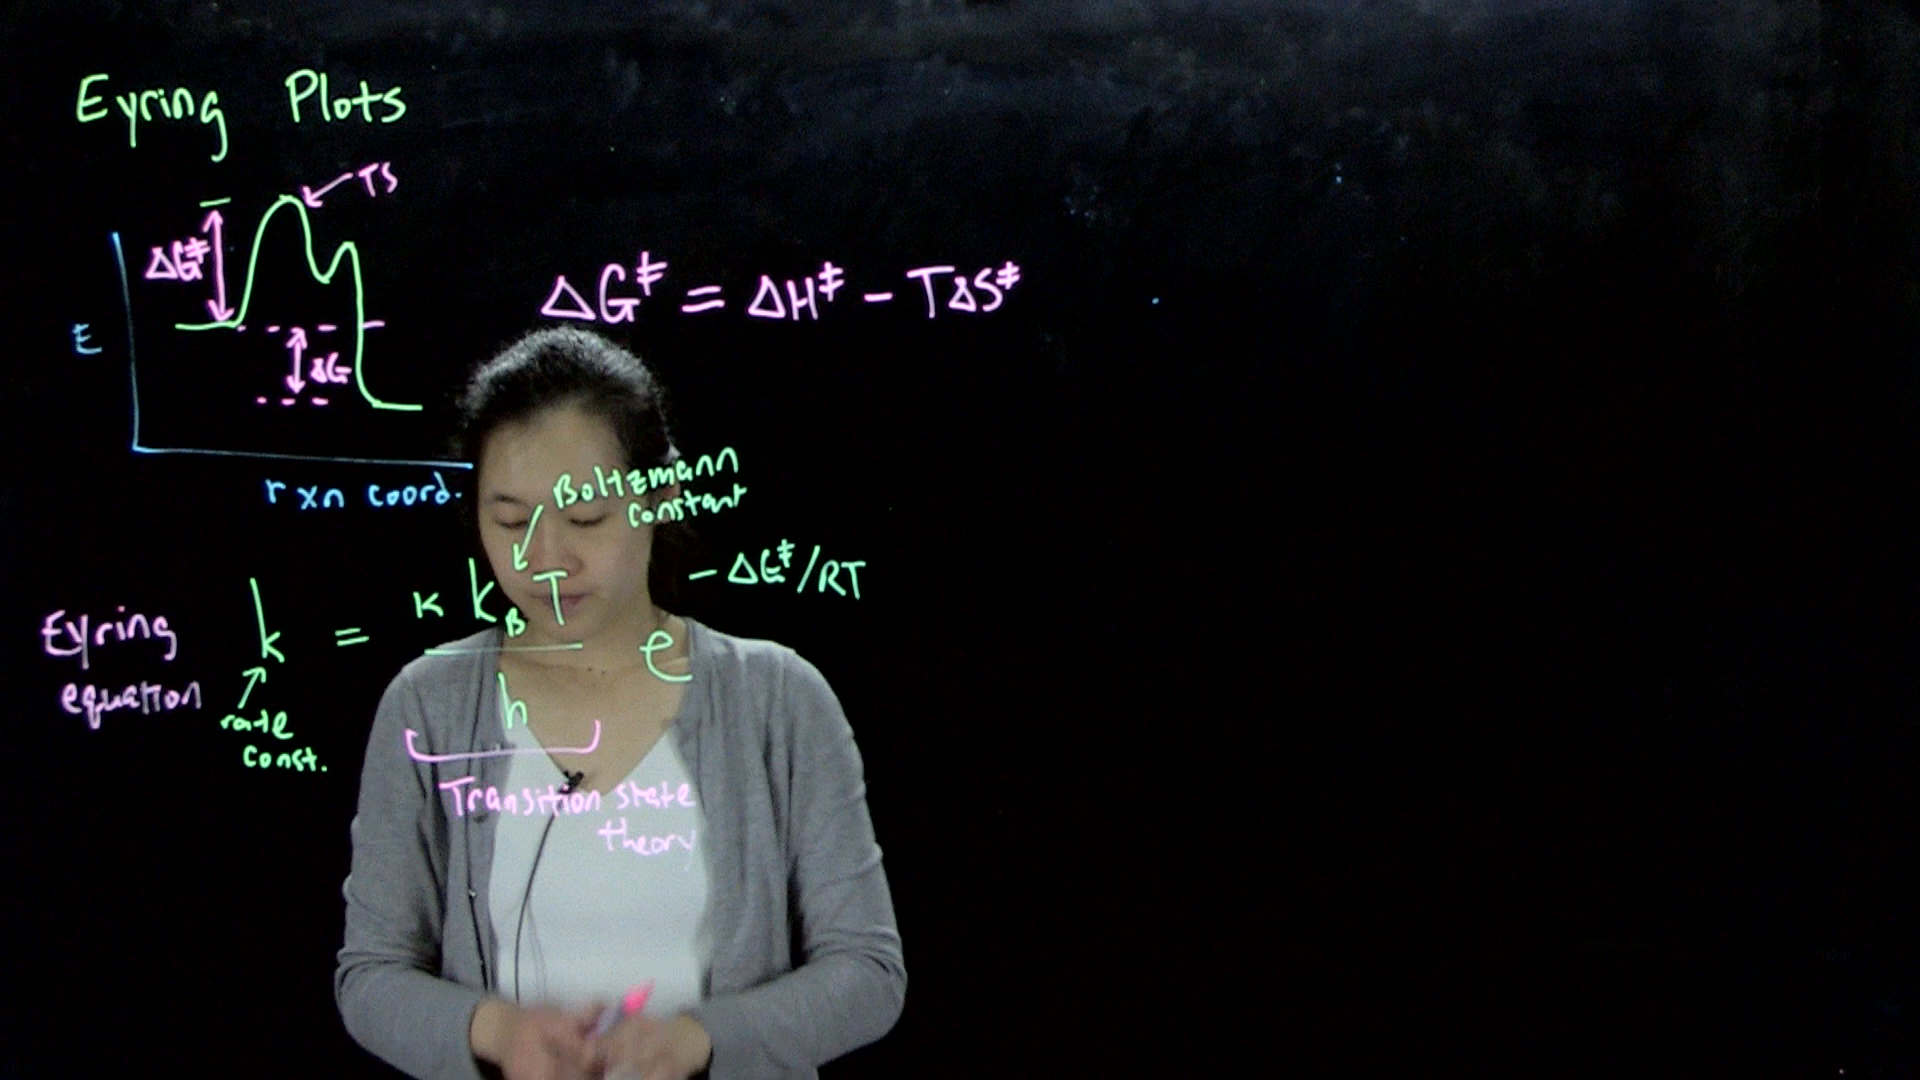 Eyring Plots
TS
ΔG‡
E
ΔG
rxn coord.
ΔG‡ = ΔH‡ - TΔS‡
Boltzmann
constant
Eyring
equation
k = κ k_B T / h e^(-ΔG‡/RT)
rate
const.
Transition state
theory